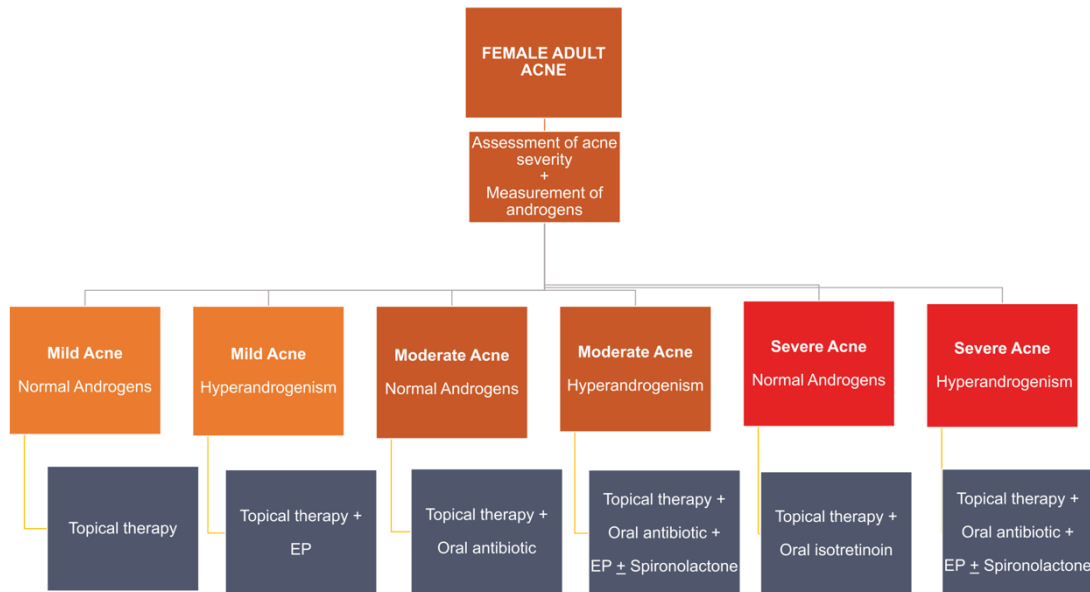 FEMALE ADULT
ACNE
Assessment of acne
severity
+
Measurement of
androgens
Mild Acne
Normal Androgens
Mild Acne
Hyperandrogenism
Moderate Acne
Normal Androgens
Moderate Acne
Hyperandrogenism
Severe Acne
Normal Androgens
Severe Acne
Hyperandrogenism
Topical therapy
Topical therapy +
EP
Topical therapy +
Oral antibiotic
Topical therapy +
Oral antibiotic +
EP ± Spironolactone
Topical therapy +
Oral isotretinoin
Topical therapy +
Oral antibiotic +
EP ± Spironolactone